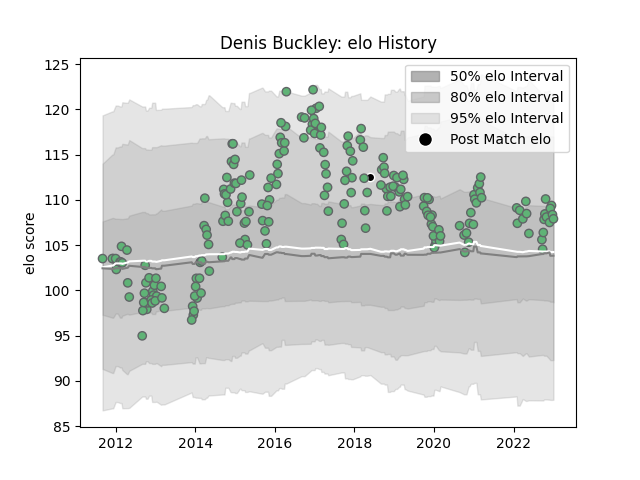 Denis Buckley: elo History
125
120
115
110
105
100
95
90
85
elo score
2012
2014
2016
2018
2020
2022
50% elo Interval
80% elo Interval
95% elo Interval
Post Match elo